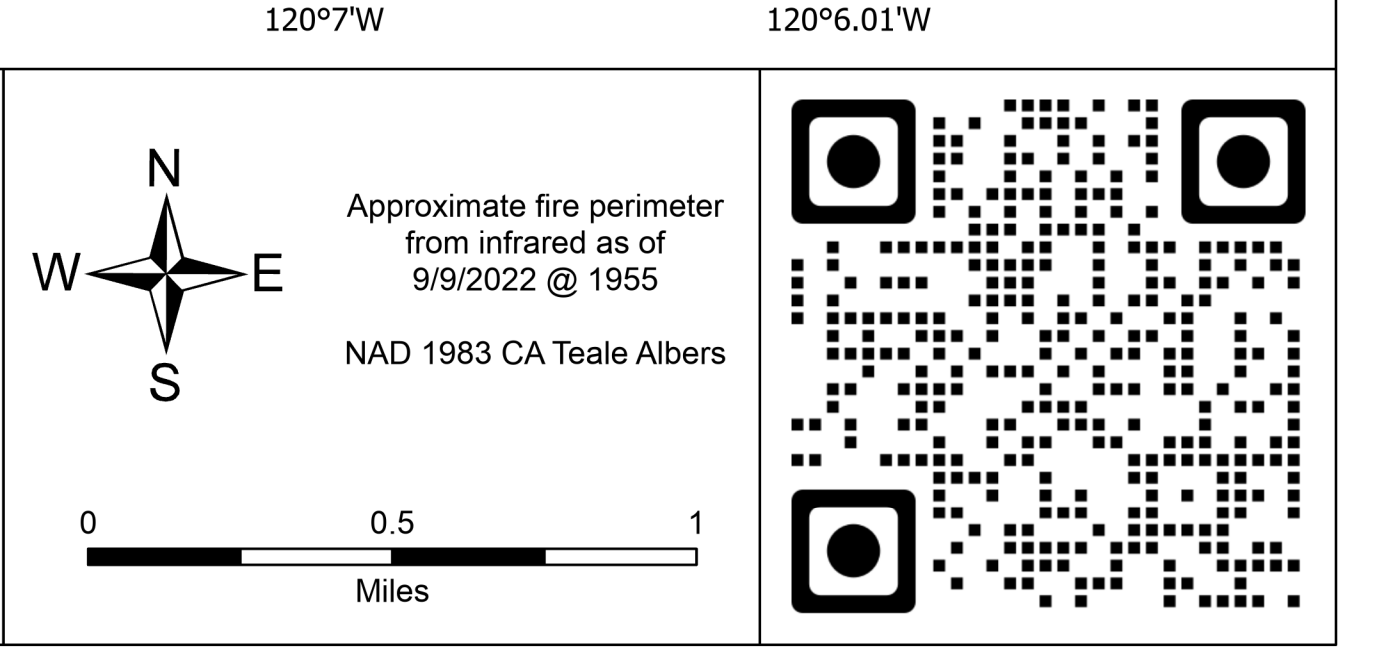 120°7'W
120°6.01'W
N
W
E
S
Approximate fire perimeter
from infrared as of
9/9/2022 @ 1955
NAD 1983 CA Teale Albers
0 0.5 1
Miles